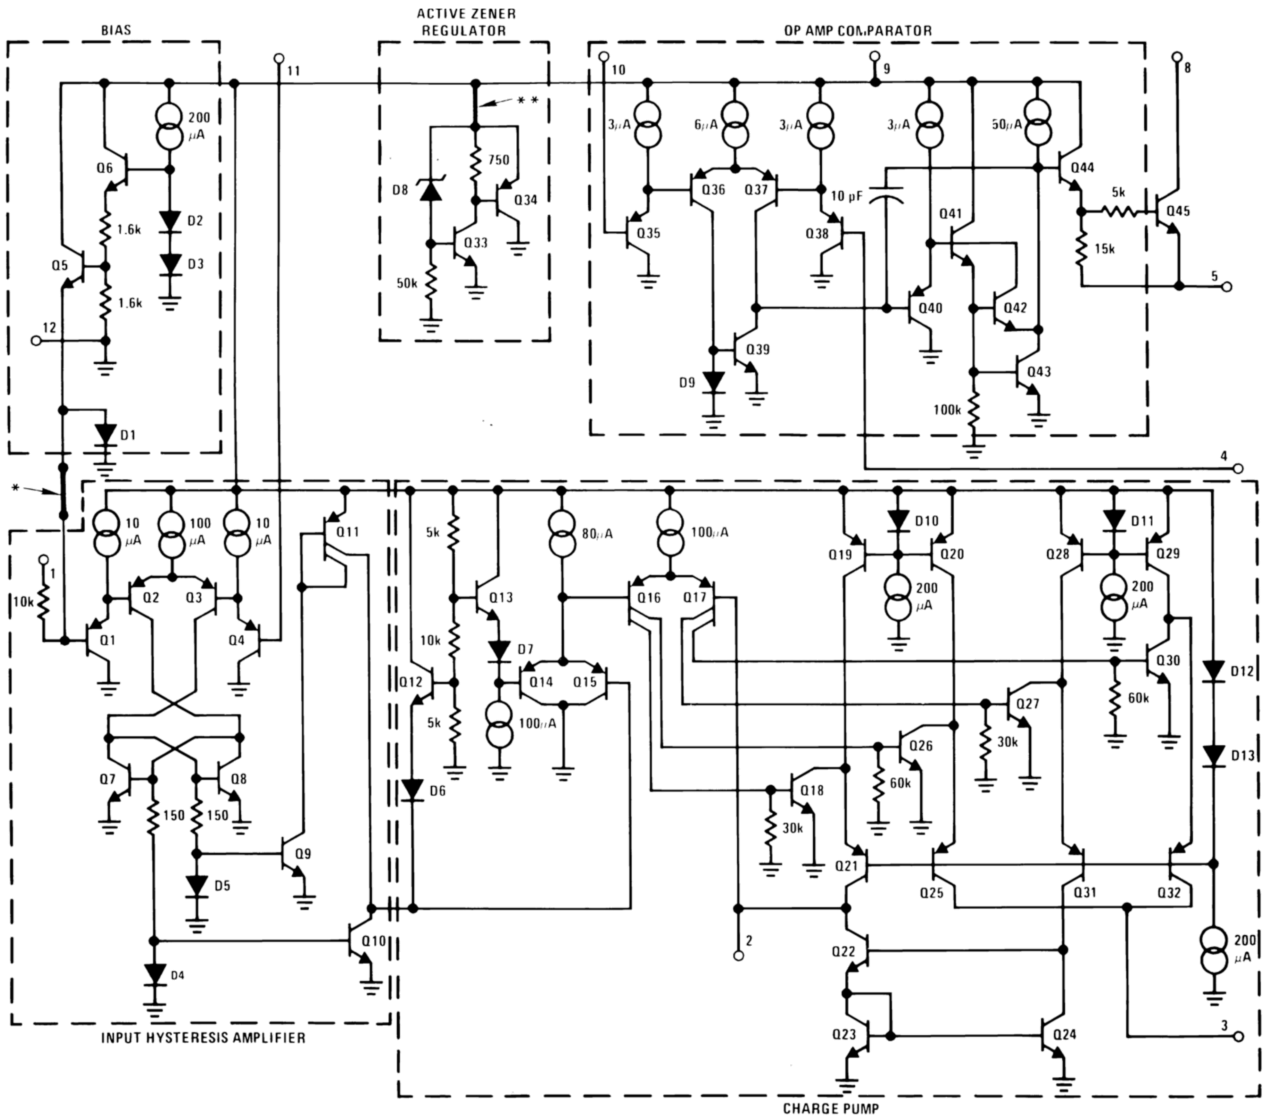 BIAS
ACTIVE ZENER
REGULATOR
OP AMP COMPARATOR
11
10
9
8
* *
200
μA
Q6
D2
1.6k
D3
Q5
1.6k
12
D1
*
750
D8
Q34
Q33
50k
3μA
6μA
3μA
3μA
50μA
Q44
Q36
Q37
10 pF
5k
Q45
Q41
Q35
Q38
15k
5
Q40
Q42
Q39
Q43
D9
100k
4
10
μA
100
μA
10
μA
Q11
1
10k
Q2
Q3
Q1
Q4
Q7
Q8
150
150
Q9
D5
Q10
D4
INPUT HYSTERESIS AMPLIFIER
5k
80μA
100μA
Q13
10k
D7
Q16
Q17
Q12
Q14
Q15
5k
100μA
D6
Q19
D10
Q20
200
μA
Q28
D11
Q29
200
μA
Q30
D12
60k
Q27
30k
Q26
D13
60k
Q18
30k
Q21
Q25
Q31
Q32
2
Q22
200
μA
Q23
Q24
3
CHARGE PUMP